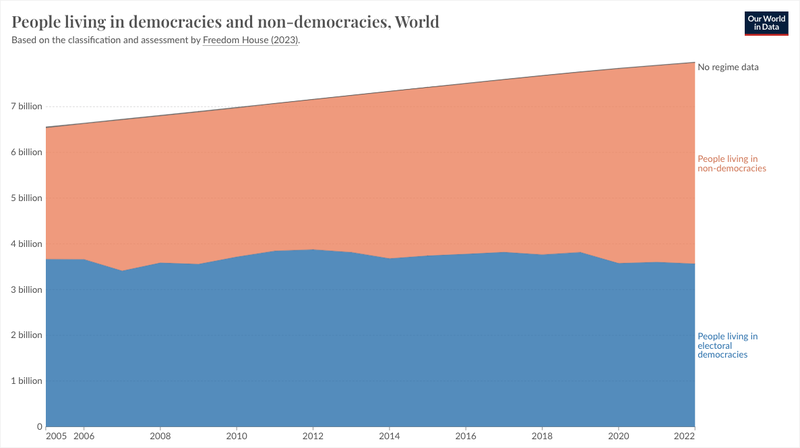 People living in democracies and non-democracies, World
Our World
in Data
Based on the classification and assessment by Freedom House (2023).
No regime data
7 billion
6 billion
People living in
non-democracies
5 billion
4 billion
3 billion
2 billion
People living in
electoral
democracies
1 billion
0
2005 2006 2008 2010 2012 2014 2016 2018 2020 2022